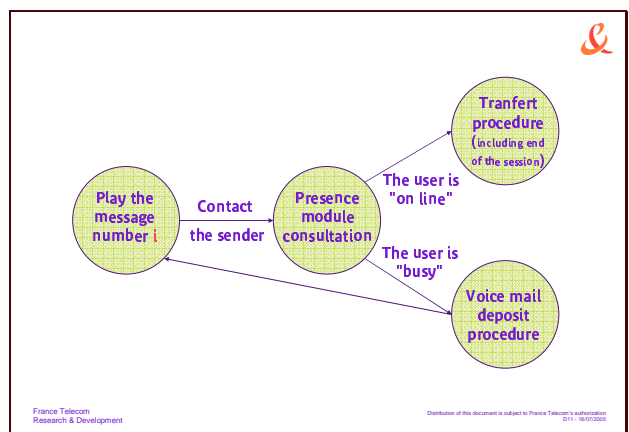 Tranfert
procedure
(including end
of the session)
The user is
"on line"
Play the
message
number i
Contact
the sender
Presence
module
consultation
The user is
"busy"
Voice mail
deposit
procedure
France Telecom
Research & Development
Distribution of this document is subject to France Telecom's authorization
D11 - 18/07/2005